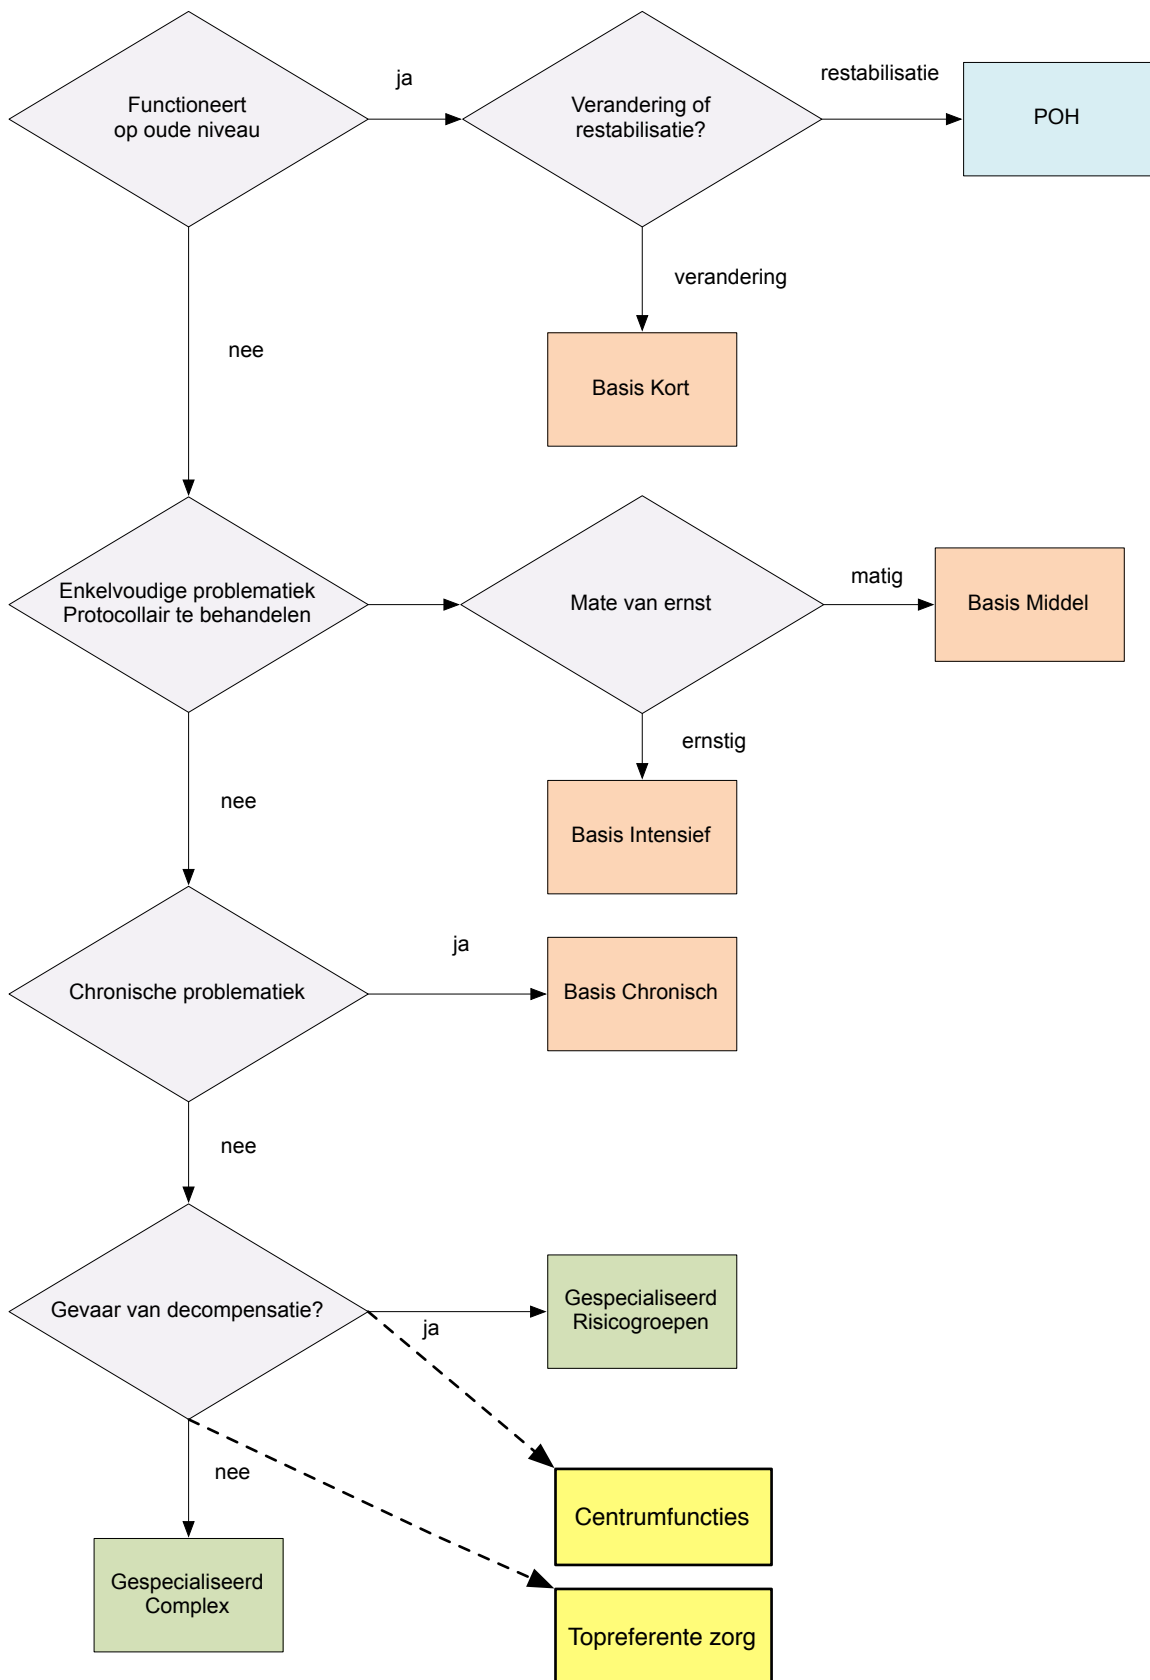 Functioneert
op oude niveau
ja
Verandering of
restabilisatie?
restabilisatie
POH
verandering
nee
Basis Kort
Enkelvoudige problematiek
Protocollair te behandelen
Mate van ernst
matig
Basis Middel
ernstig
nee
Basis Intensief
Chronische problematiek
ja
Basis Chronisch
nee
Gevaar van decompensatie?
ja
Gespecialiseerd
Risicogroepen
nee
Centrumfuncties
Gespecialiseerd
Complex
Topreferente zorg